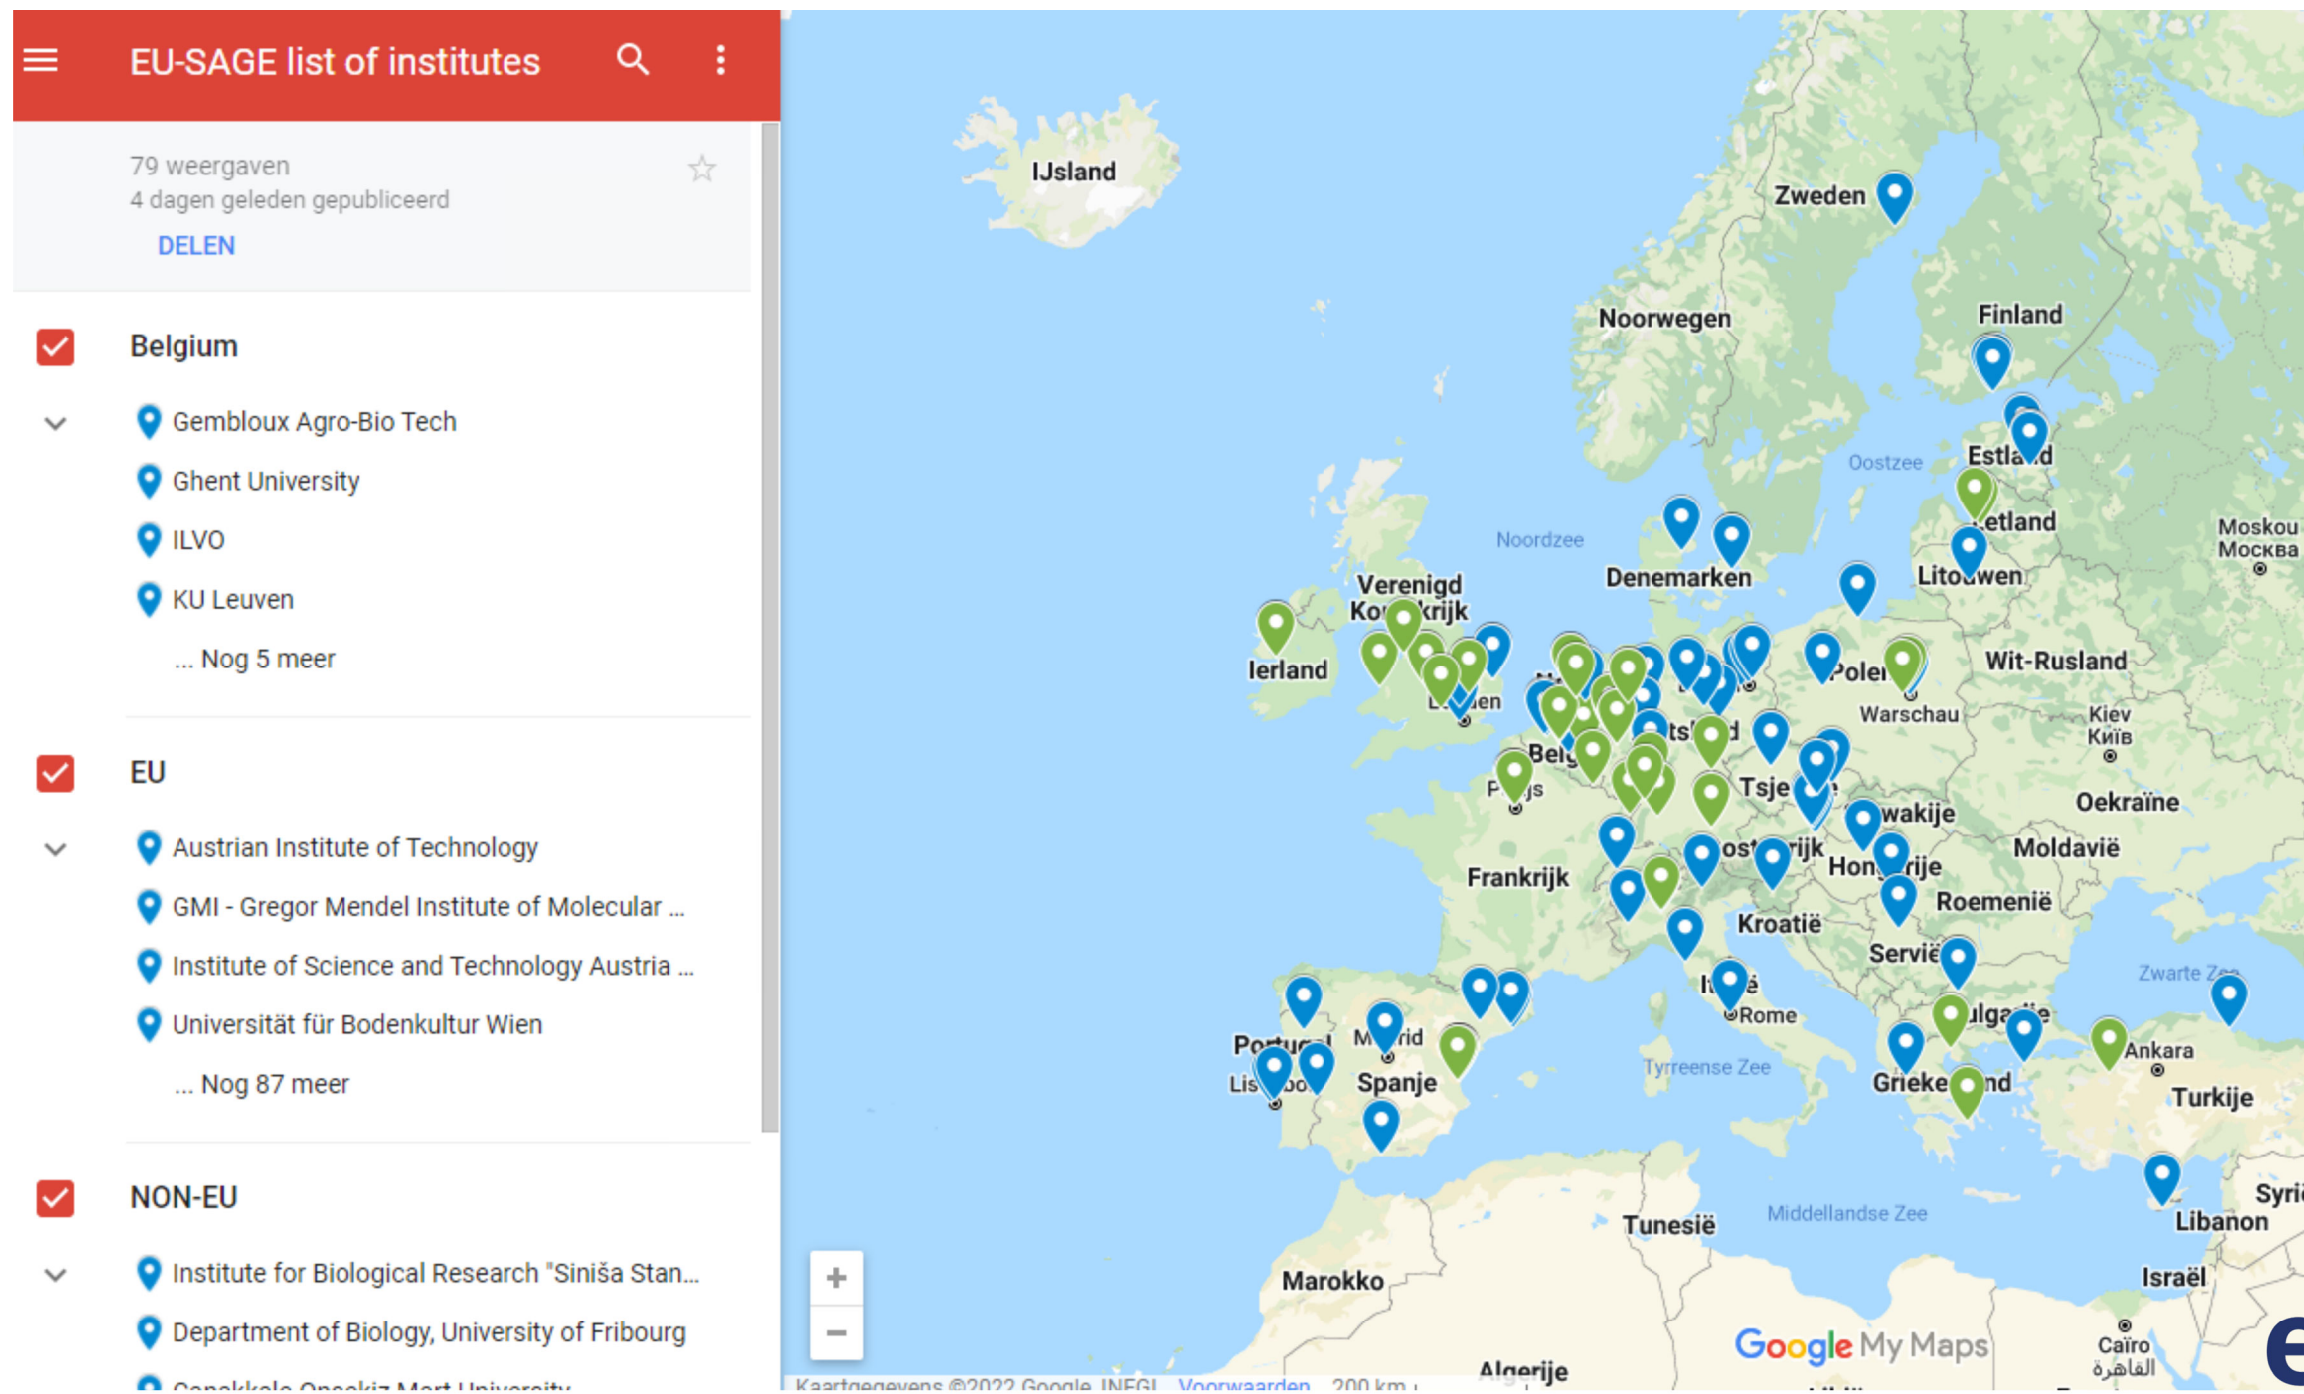 EU-SAGE list of institutes
79 weergaven
4 dagen geleden gepubliceerd
DELEN
Belgium
Gembloux Agro-Bio Tech
Ghent University
ILVO
KU Leuven
... Nog 5 meer
EU
Austrian Institute of Technology
GMI - Gregor Mendel Institute of Molecular ...
Institute of Science and Technology Austria ...
Universität für Bodenkultur Wien
... Nog 87 meer
NON-EU
Institute for Biological Research "Siniša Stan...
Department of Biology, University of Fribourg
IJsland
Zweden
Finland
Noorwegen
Oostzee
Moskou
Москва
Noordzee
Denemarken
Verenigd
Ierland
Wit-Rusland
Warschau
Kiev
Київ
Oekraïne
Moldavië
Frankrijk
Roemenië
Kroatië
Servië
Zwarte
Rome
Ankara
Tyrreense Zee
Spanje
Turkije
Middellandse Zee
Tunesië
Libanon
Israël
Marokko
Google My Maps
Caïro
القاهرة
Algerije
Kaartgegevens ©2022 Google, INEGI
Voorwaarden
200 km